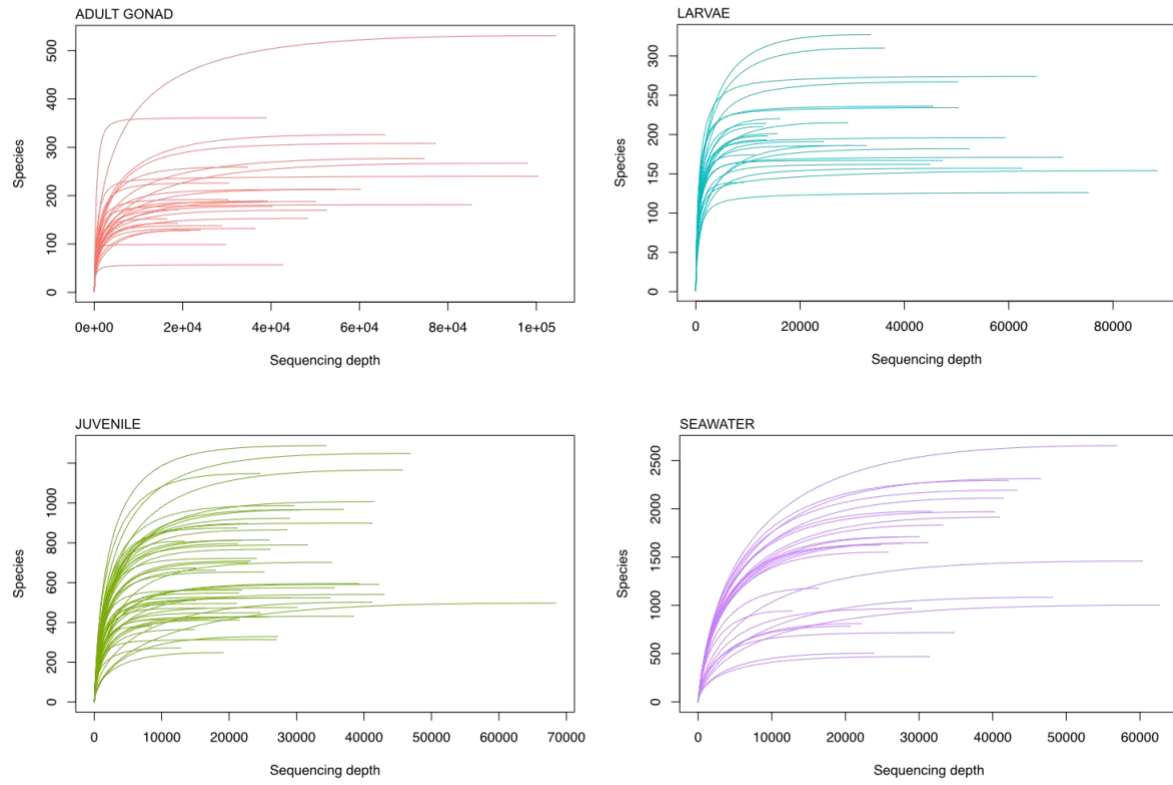 ADULT GONAD
Species
500
400
300
200
100
0
0e+00 2e+04 4e+04 6e+04 8e+04 1e+05
Sequencing depth
LARVAE
Species
300
250
200
150
100
50
0
0 20000 40000 60000 80000
Sequencing depth
JUVENILE
Species
1000
800
600
400
200
0
0 10000 20000 30000 40000 50000 60000 70000
Sequencing depth
SEAWATER
Species
2500
2000
1500
1000
500
0
0 10000 20000 30000 40000 50000 60000
Sequencing depth